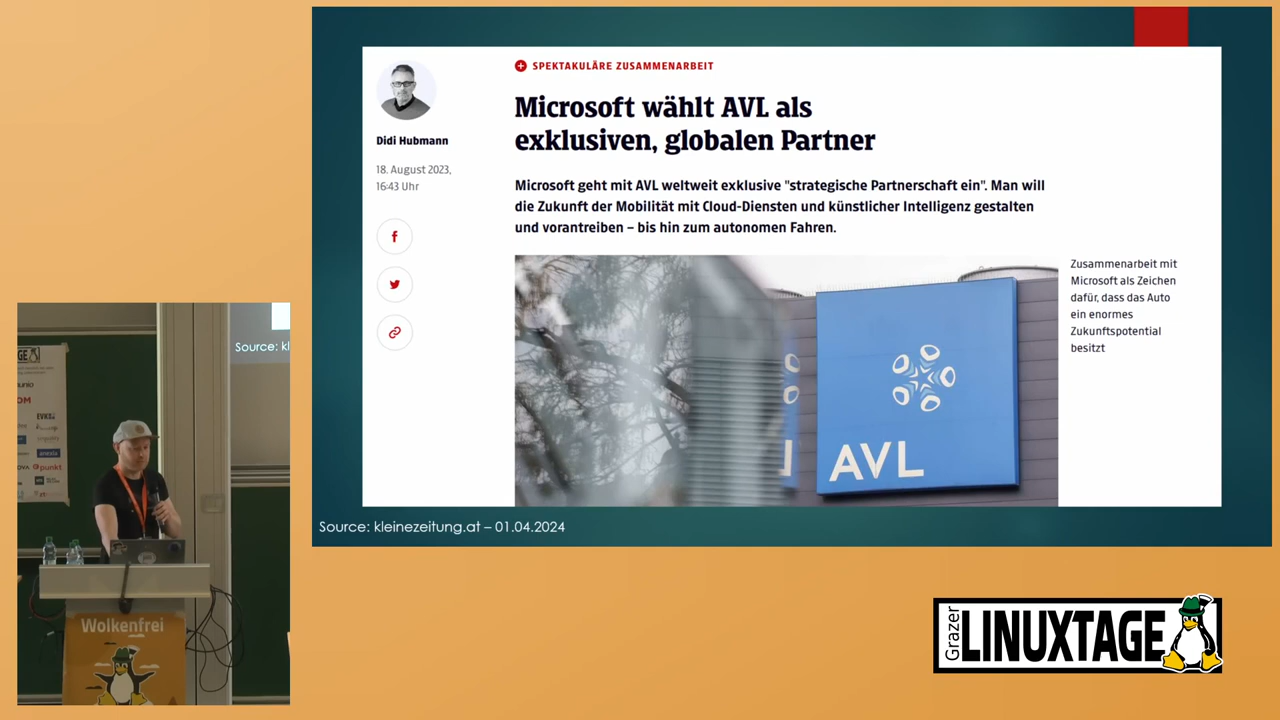 SPEKTAKULÄRE ZUSAMMENARBEIT
Microsoft wählt AVL als
exklusiven, globalen Partner
Didi Hubmann
18. August 2023,
16:43 Uhr
Microsoft geht mit AVL weltweit exklusive "strategische Partnerschaft ein". Man will
die Zukunft der Mobilität mit Cloud-Diensten und künstlicher Intelligenz gestalten
und vorantreiben – bis hin zum autonomen Fahren.
Zusammenarbeit mit
Microsoft als Zeichen
dafür, dass das Auto
ein enormes
Zukunftspotential
besitzt
AVL
Source: kleinezeitung.at – 01.04.2024
Source: kl
EVK
punkt
Wolkenfrei
Grazer
LINUXTAGE